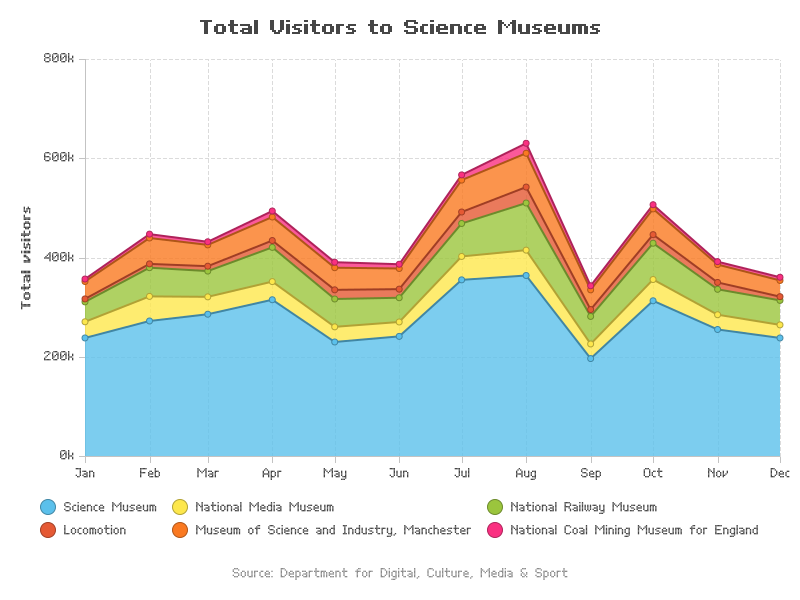 Total Visitors to Science Museums
800k
600k
400k
200k
0k
Total visitors
Jan Feb Mar Apr May Jun Jul Aug Sep Oct Nov Dec
Science Museum National Media Museum National Railway Museum
Locomotion Museum of Science and Industry, Manchester National Coal Mining Museum for England
Source: Department for Digital, Culture, Media & Sport